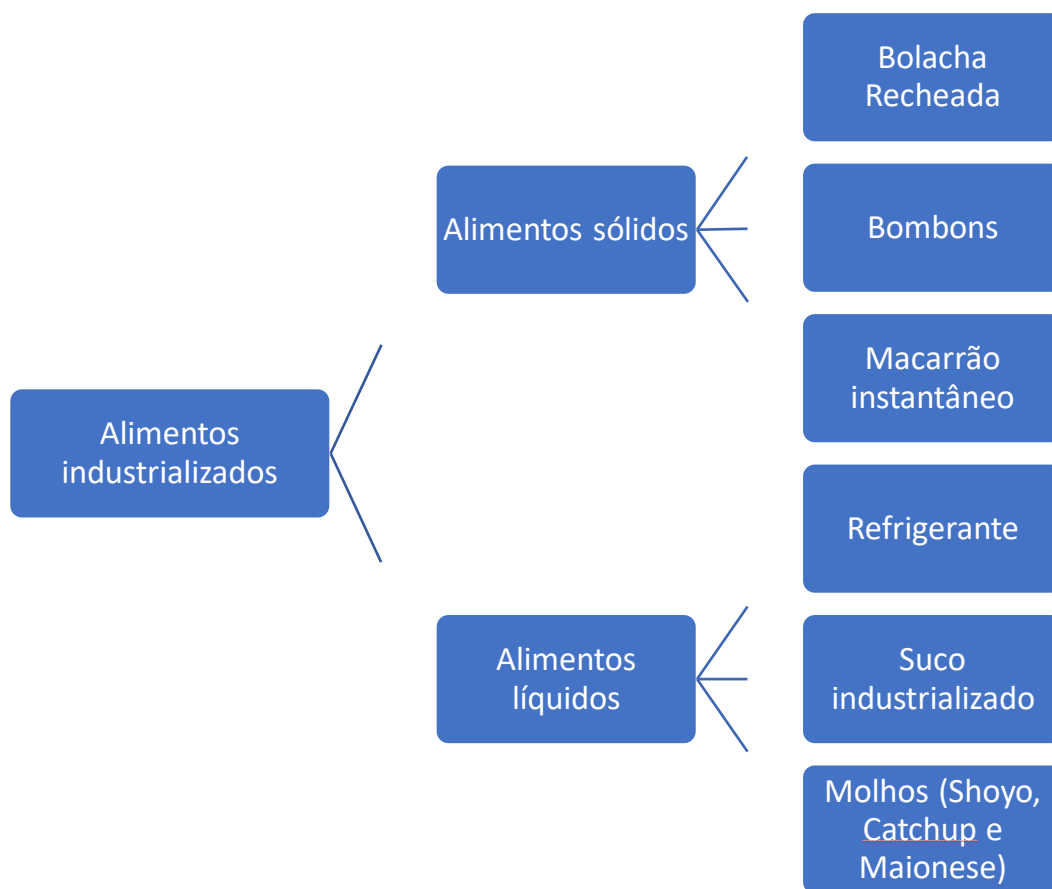 Bolacha
Recheada
Alimentos sólidos
Bombons
Macarrão
instantâneo
Alimentos
industrializados
Refrigerante
Alimentos
líquidos
Suco
industrializado
Molhos (Shoyo,
Catchup e
Maionese)